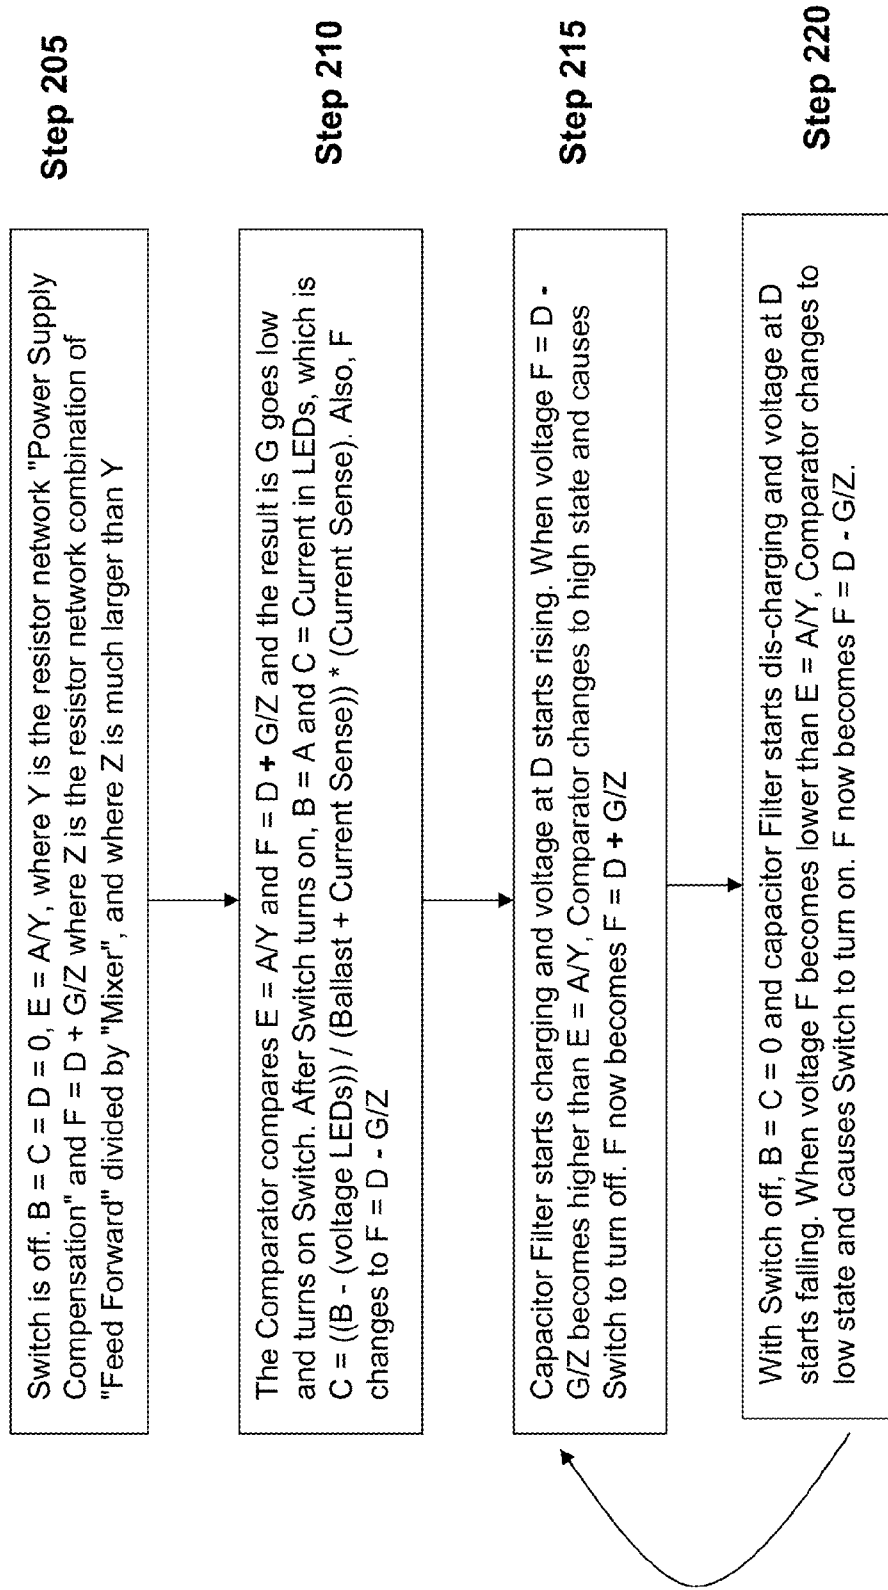 Switch is off. B = C = D = 0, E = A/Y, where Y is the resistor network "Power Supply
Compensation" and F = D + G/Z where Z is the resistor network combination of
"Feed Forward" divided by "Mixer", and where Z is much larger than Y
Step 205
The Comparator compares E = A/Y and F = D + G/Z and the result is G goes low
and turns on Switch. After Switch turns on, B = A and C = Current in LEDs, which is
C = ((B - (voltage LEDs)) / (Ballast + Current Sense)) * (Current Sense). Also, F
changes to F = D - G/Z
Step 210
Capacitor Filter starts charging and voltage at D starts rising. When voltage F = D -
G/Z becomes higher than E = A/Y, Comparator changes to high state and causes
Switch to turn off. F now becomes F = D + G/Z
Step 215
With Switch off, B = C = 0 and capacitor Filter starts dis-charging and voltage at D
starts falling. When voltage F becomes lower than E = A/Y, Comparator changes to
low state and causes Switch to turn on. F now becomes F = D - G/Z.
Step 220